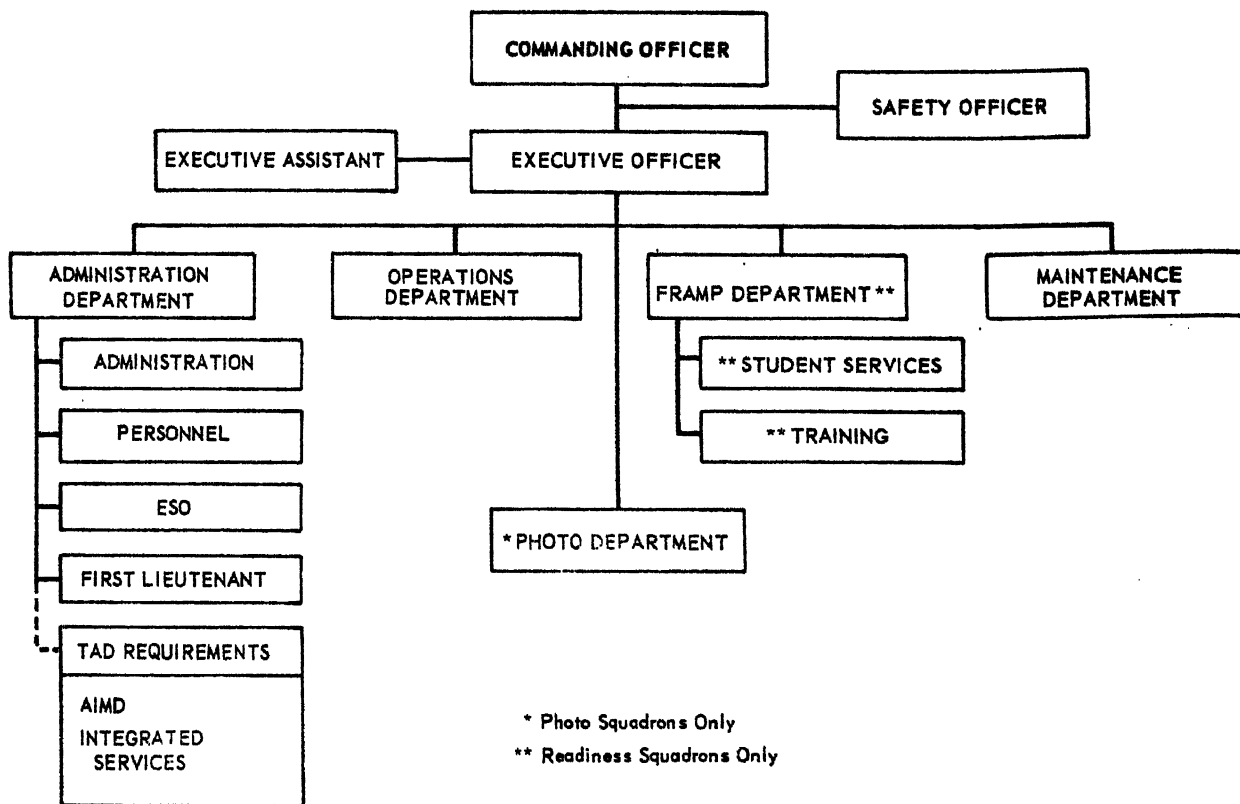 COMMANDING OFFICER
SAFETY OFFICER
EXECUTIVE ASSISTANT
EXECUTIVE OFFICER
ADMINISTRATION
DEPARTMENT
OPERATIONS
DEPARTMENT
FRAMP DEPARTMENT **
MAINTENANCE
DEPARTMENT
ADMINISTRATION
PERSONNEL
ESO
FIRST LIEUTENANT
TAD REQUIREMENTS
AIMD
INTEGRATED
SERVICES
** STUDENT SERVICES
** TRAINING
* PHOTO DEPARTMENT
* Photo Squadrons Only
** Readiness Squadrons Only